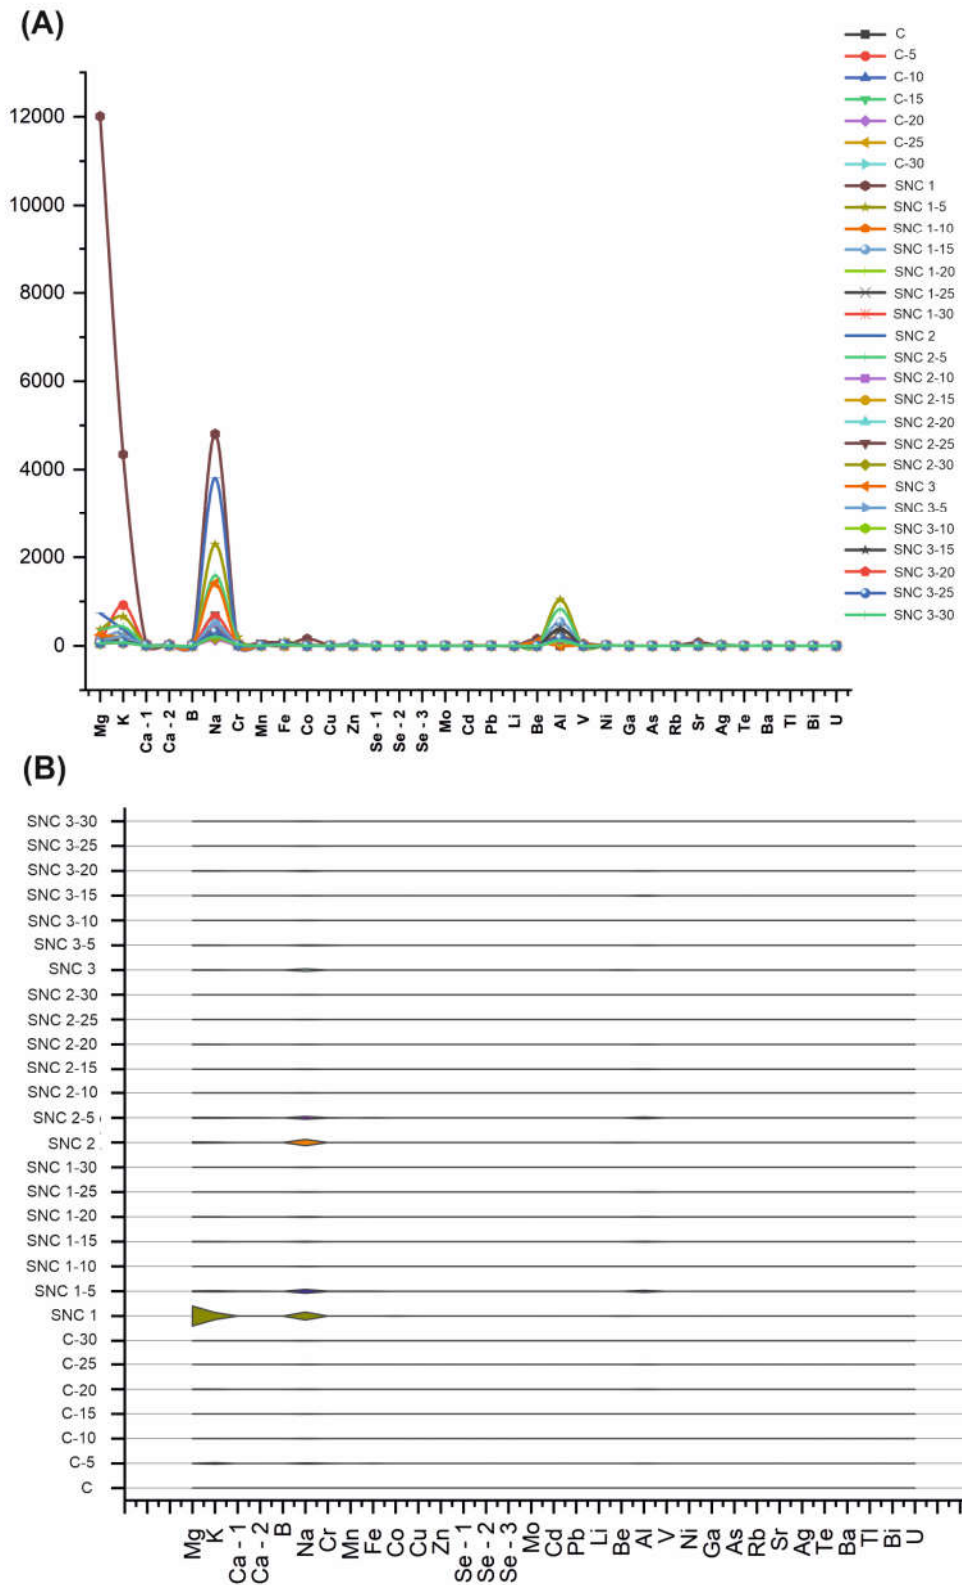 (A)
12000
10000
8000
6000
4000
2000
0
Mg
K
Ca - 1
Ca - 2
B
Na
Cr
Mn
Fe
Co
Cu
Zn
Se - 1
Se - 2
Se - 3
Mo
Cd
Pb
Li
Be
Al
V
Ni
Ga
As
Rb
Sr
Ag
Te
Ba
Tl
Bi
U
C
C-5
C-10
C-15
C-20
C-25
C-30
SNC 1
SNC 1-5
SNC 1-10
SNC 1-15
SNC 1-20
SNC 1-25
SNC 1-30
SNC 2
SNC 2-5
SNC 2-10
SNC 2-15
SNC 2-20
SNC 2-25
SNC 2-30
SNC 3
SNC 3-5
SNC 3-10
SNC 3-15
SNC 3-20
SNC 3-25
SNC 3-30
(B)
SNC 3-30
SNC 3-25
SNC 3-20
SNC 3-15
SNC 3-10
SNC 3-5
SNC 3
SNC 2-30
SNC 2-25
SNC 2-20
SNC 2-15
SNC 2-10
SNC 2-5
SNC 2
SNC 1-30
SNC 1-25
SNC 1-20
SNC 1-15
SNC 1-10
SNC 1-5
SNC 1
C-30
C-25
C-20
C-15
C-10
C-5
C
Mg
K
Ca - 1
Ca - 2
B
Na
Cr
Mn
Fe
Co
Cu
Zn
Se - 1
Se - 2
Se - 3
Mo
Cd
Pb
Li
Be
Al
V
Ni
Ga
As
Rb
Sr
Ag
Te
Ba
Tl
Bi
U